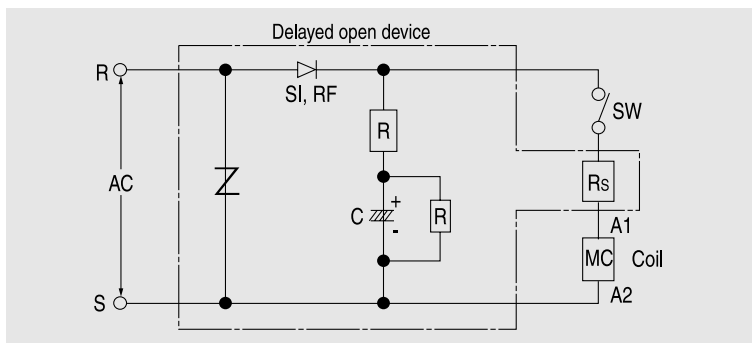 Delayed open device
R
SI, RF
SW
R
AC
Rs
C
+
-
R
A1
MC
Coil
A2
S